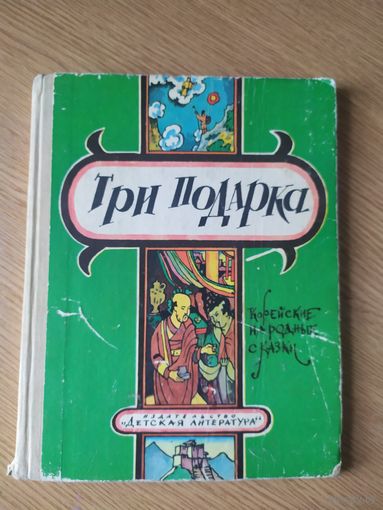 Три подарка
Корейские
народные
сказки
издательство
„ДЕТСКАЯ ЛИТЕРАТУРА“